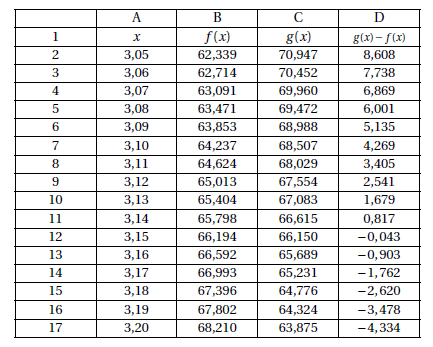 A B C D
1 x f(x) g(x) g(x)−f(x)
2 3,05 62,339 70,947 8,608
3 3,06 62,714 70,452 7,738
4 3,07 63,091 69,960 6,869
5 3,08 63,471 69,472 6,001
6 3,09 63,853 68,988 5,135
7 3,10 64,237 68,507 4,269
8 3,11 64,624 68,029 3,405
9 3,12 65,013 67,554 2,541
10 3,13 65,404 67,083 1,679
11 3,14 65,798 66,615 0,817
12 3,15 66,194 66,150 −0,043
13 3,16 66,592 65,689 −0,903
14 3,17 66,993 65,231 −1,762
15 3,18 67,396 64,776 −2,620
16 3,19 67,802 64,324 −3,478
17 3,20 68,210 63,875 −4,334